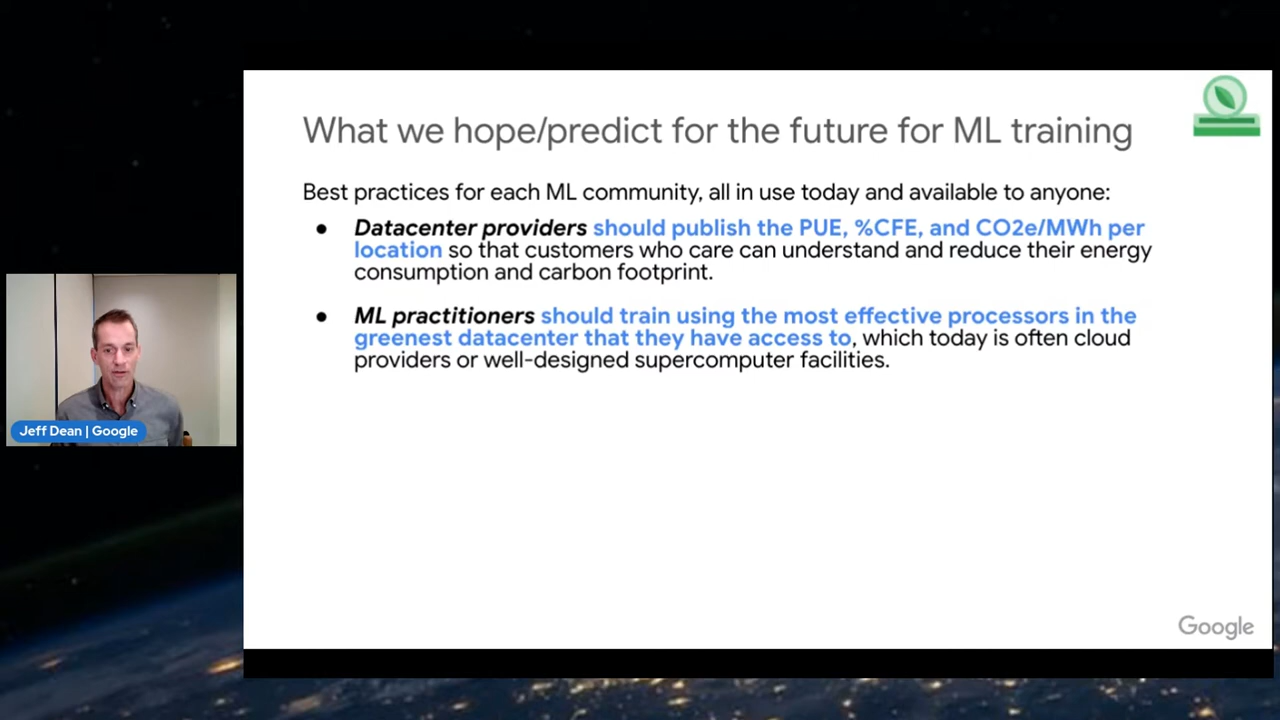 What we hope/predict for the future for ML training
Best practices for each ML community, all in use today and available to anyone:
● Datacenter providers should publish the PUE, %CFE, and CO2e/MWh per
location so that customers who care can understand and reduce their energy
consumption and carbon footprint.
● ML practitioners should train using the most effective processors in the
greenest datacenter that they have access to, which today is often cloud
providers or well-designed supercomputer facilities.
Jeff Dean | Google
Google